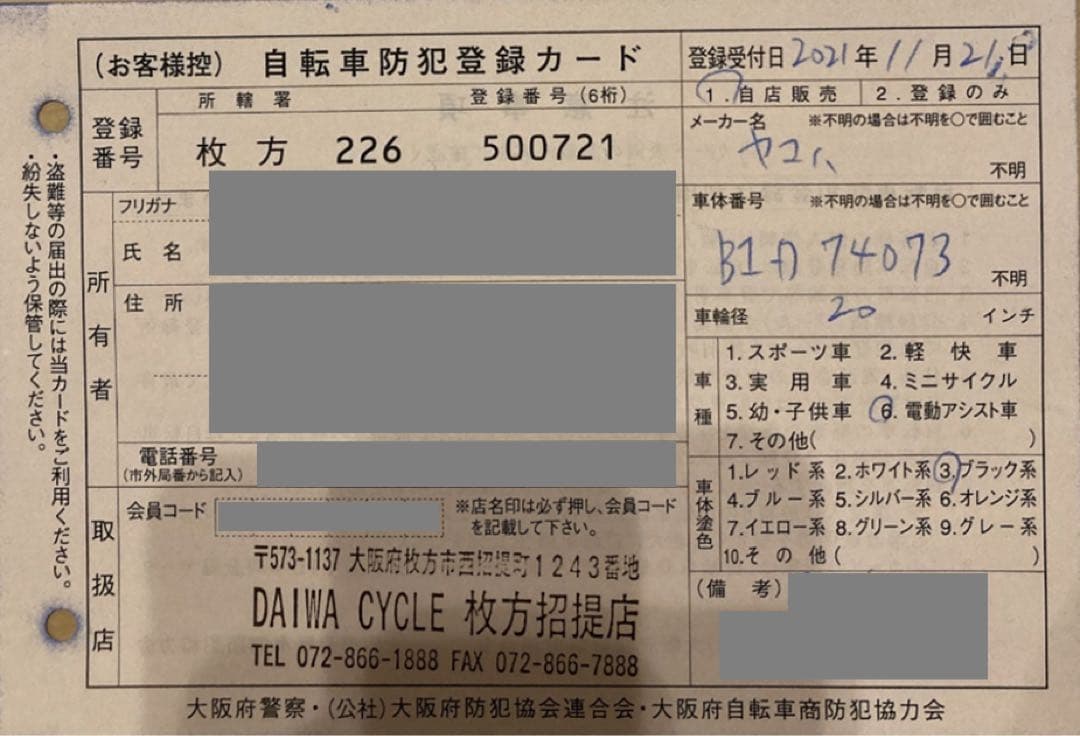 (お客様控) 自転車防犯登録カード
登録受付日 2021年 11月 21日
1.自店販売 2.登録のみ
所轄署 登録番号(6桁)
登録番号
枚方 226 500721
メーカー名 ※不明の場合は不明を○で囲むこと
不明
車体番号 ※不明の場合は不明を○で囲むこと
74073
不明
車輪径 20 インチ
所有者
フリガナ
氏名
住所
電話番号
(市外局番から記入)
車種
1.スポーツ車 2.軽快車
3.実用車 4.ミニサイクル
5.幼・子供車 6.電動アシスト車
7.その他( )
車体塗色
1.レッド系 2.ホワイト系 3.ブラック系
4.ブルー系 5.シルバー系 6.オレンジ系
7.イエロー系 8.グリーン系 9.グレー系
10.その他( )
(備考)
取扱店
会員コード
※店名印は必ず押し、会員コード
を記載して下さい。
〒573-1137 大阪府枚方市西招提町1243番地
DAIWA CYCLE 枚方招提店
TEL 072-866-1888 FAX 072-866-7888
大阪府警察・(公社)大阪府防犯協会連合会・大阪府自転車商防犯協力会
・盗難等の届出の際には当カードをご利用ください。
・紛失しないよう保管してください。